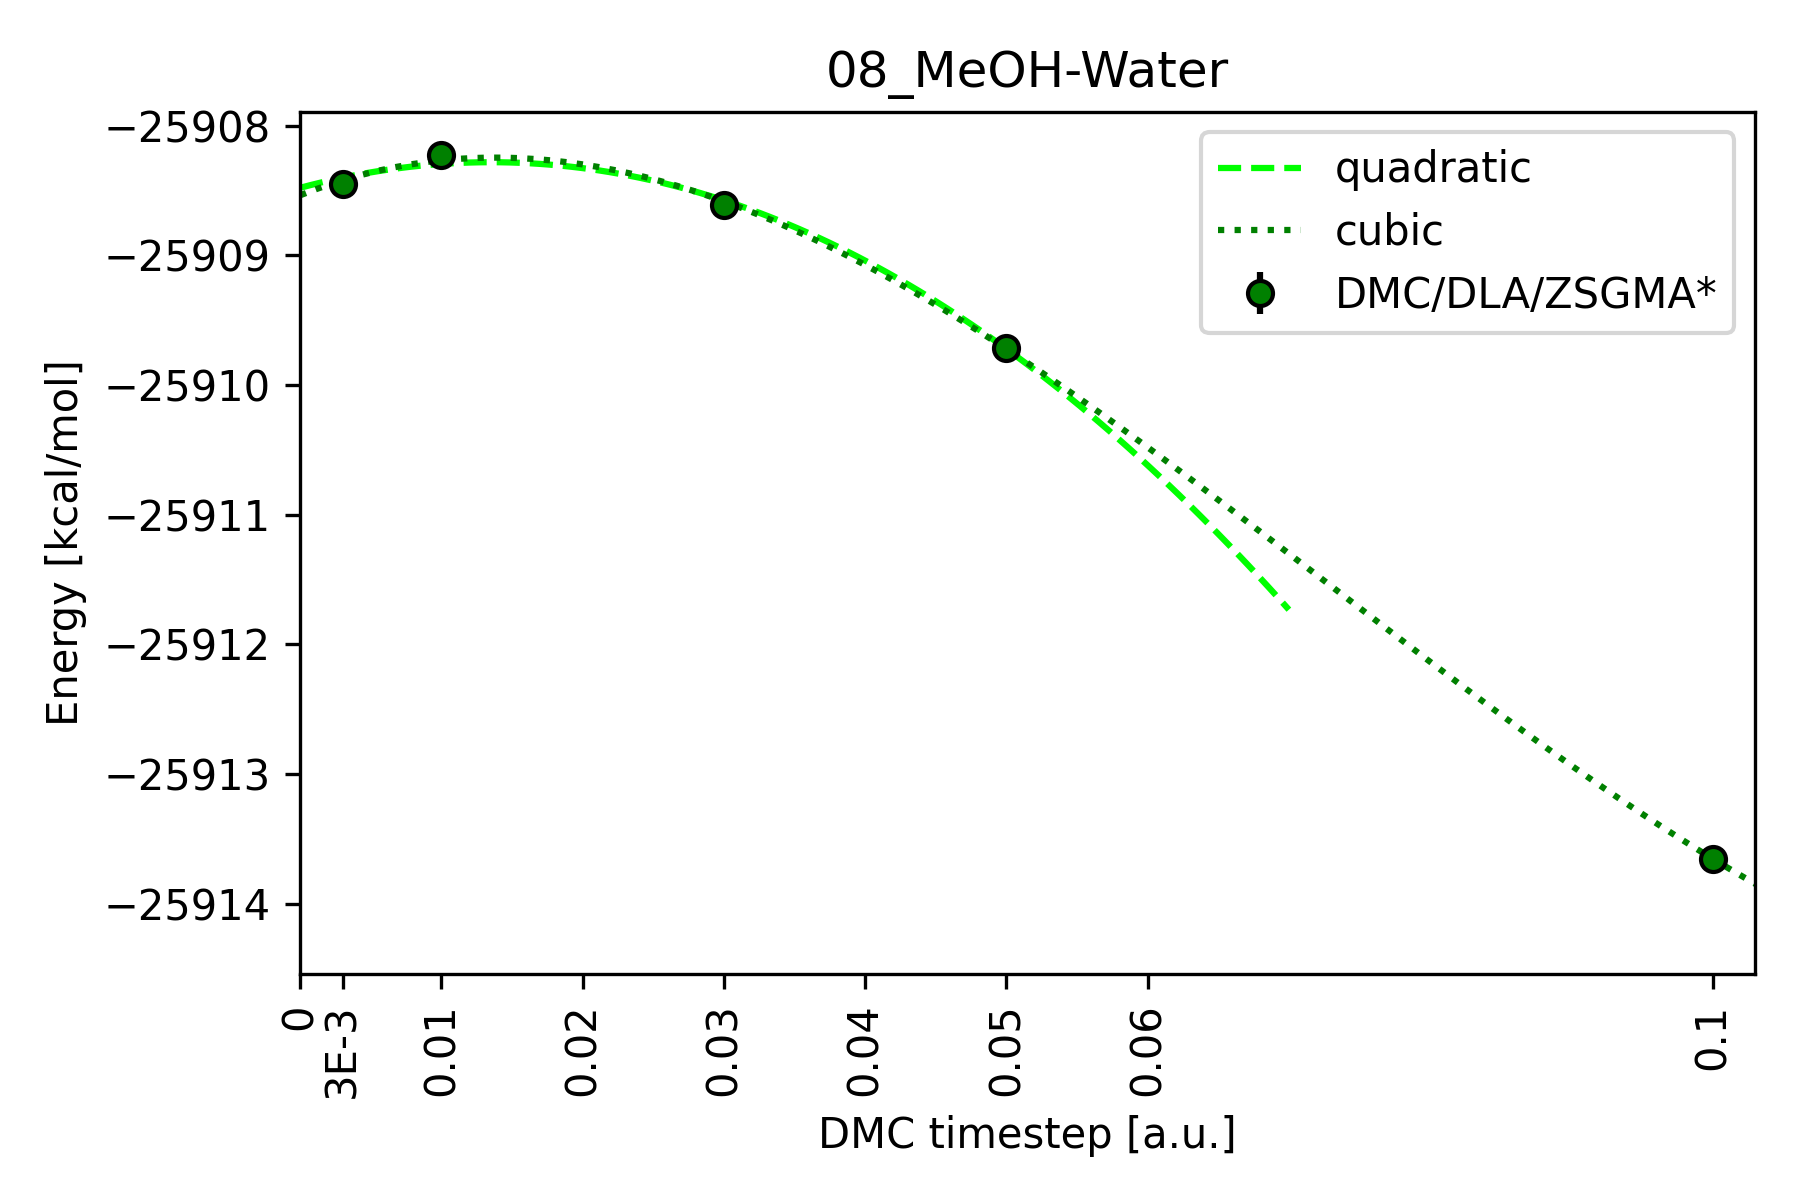 08_MeOH-Water
−25908
−25909
−25910
−25911
−25912
−25913
−25914
Energy [kcal/mol]
quadratic
cubic
DMC/DLA/ZSGMA*
0
3E-3
0.01
0.02
0.03
0.04
0.05
0.06
0.1
DMC timestep [a.u.]